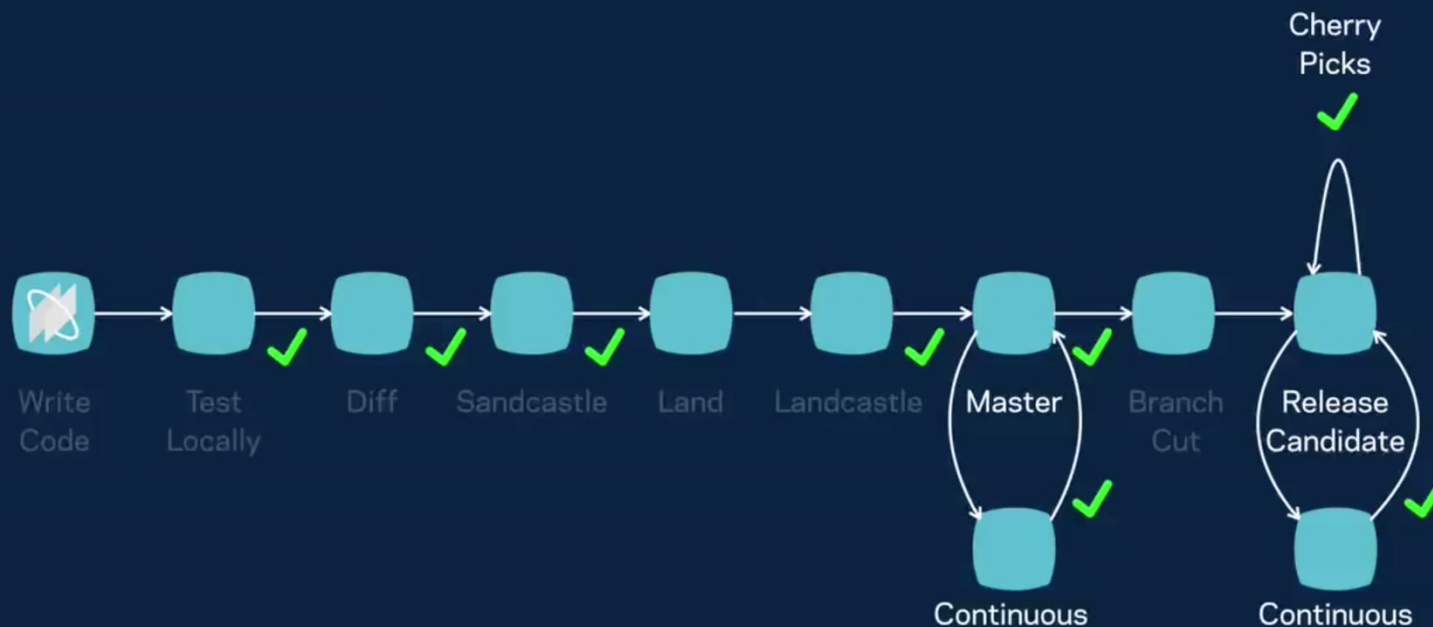 Cherry
Picks
Write
Code
Test
Locally
Diff
Sandcastle
Land
Landcastle
Master
Branch
Cut
Release
Candidate
Continuous
Continuous